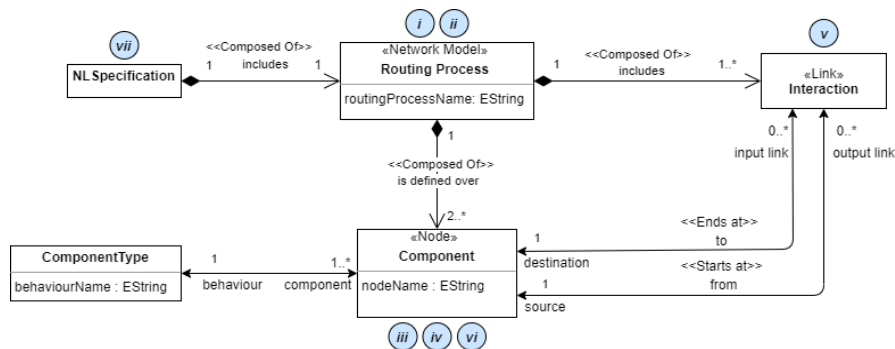 i
ii
vii
v
<<Composed Of>>
includes
1
1
NLSpecification
«Network Model»
Routing Process
routingProcessName: EString
<<Composed Of>>
includes
1
1..*
«Link»
Interaction
1
<<Composed Of>>
is defined over
2..*
0..*
input link
0..*
output link
<<Ends at>>
to
1
destination
<<Starts at>>
from
1
source
«Node»
Component
nodeName : EString
ComponentType
behaviourName : EString
1
behaviour
1..*
component
iii
iv
vi